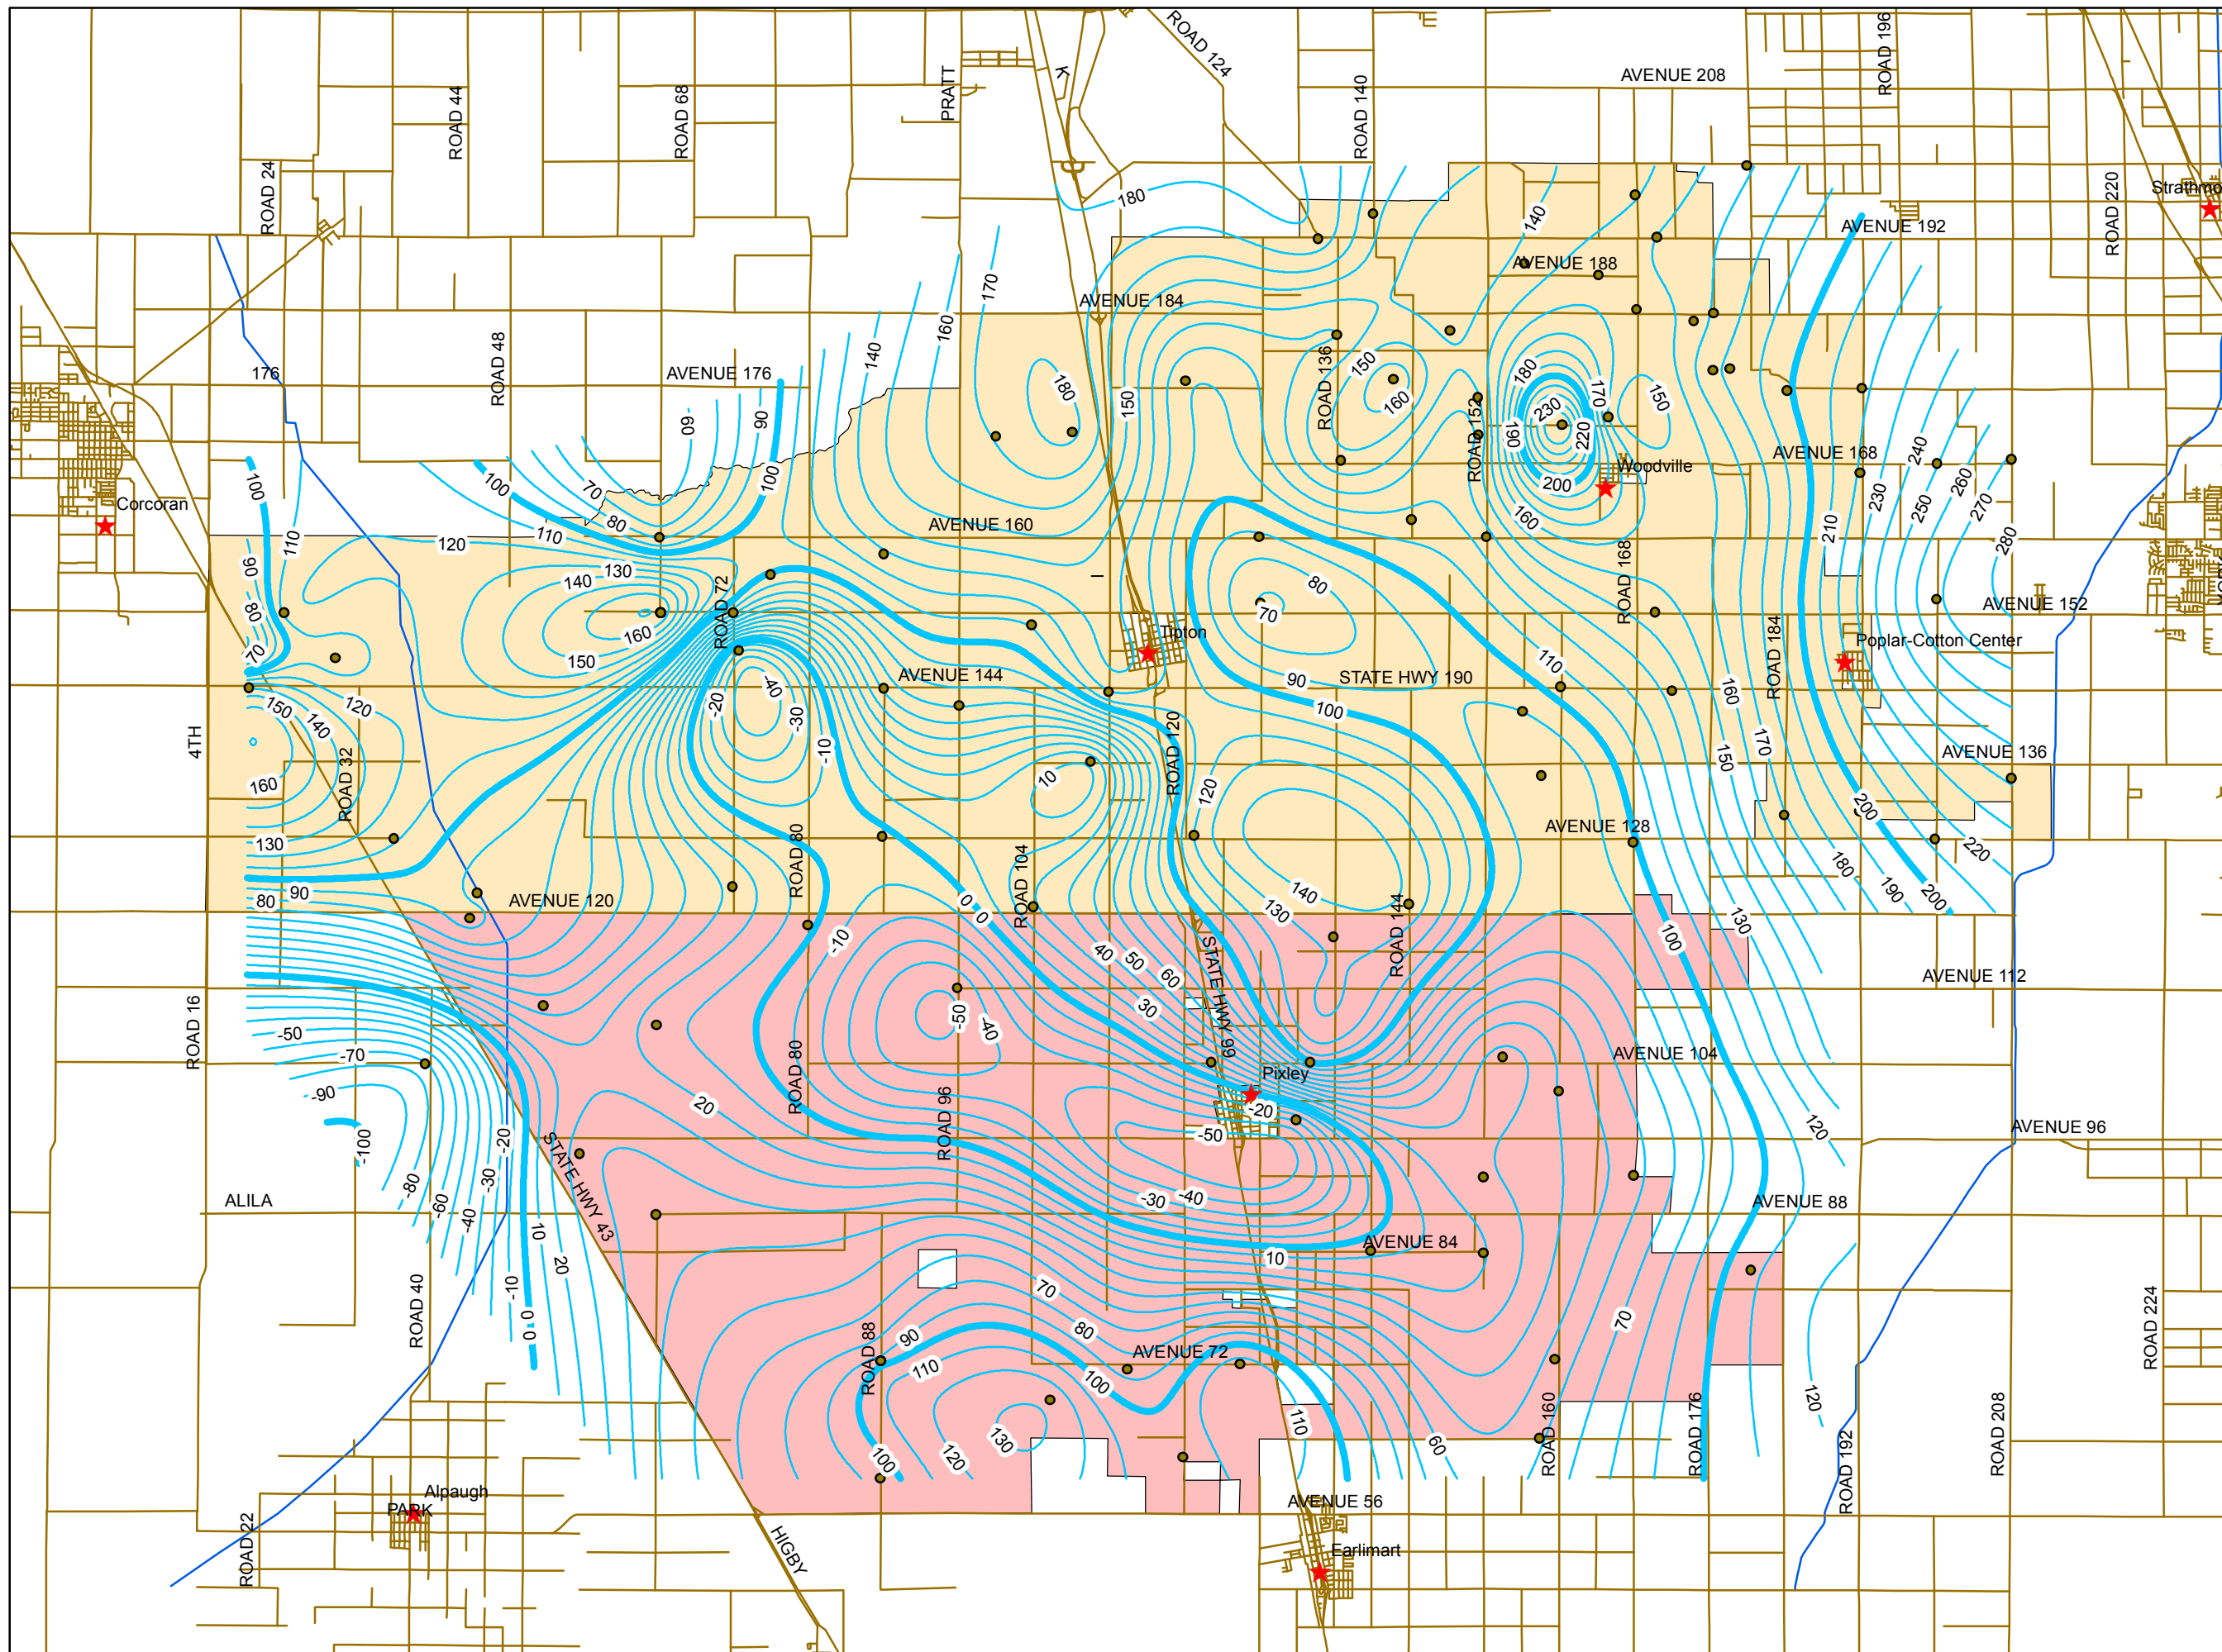 ROAD 124
ROAD 196
K
AVENUE 208
PRATT
ROAD 44
ROAD 68
ROAD 140
ROAD 24
180
140
ROAD 220
AVENUE 192
AVENUE 188
170
AVENUE 184
160
140
ROAD 48
176
AVENUE 176
ROAD 136
150
180
180
170
150
150
160
230
220
190
60
90
ROAD 152
AVENUE 168
240
Woodville
100
100
70
100
200
230
250
260
270
Corcoran
110
80
110
120
AVENUE 160
160
210
280
90
130
140
80
ROAD 72
ROAD 168
80
70
AVENUE 152
160
Tipton
Poplar-Cotton Center
70
150
ROAD 184
110
-40
AVENUE 144
90
STATE HWY 190
160
150
120
-20
-30
100
140
-10
170
150
AVENUE 136
4TH
ROAD 32
160
10
ROAD 120
120
200
130
ROAD 80
AVENUE 128
220
ROAD 104
180
80
90
AVENUE 120
0
0
140
130
ROAD 144
190
200
130
-10
100
40
50
60
STATE HWY 99
AVENUE 112
30
-50
-40
ROAD 16
-50
-70
AVENUE 104
Pixley
-90
20
ROAD 80
ROAD 96
-20
-50
120
AVENUE 96
-100
-20
STATE HWY 43
-80
-30
-60
-40
-30
-40
ALILA
AVENUE 88
10
20
AVENUE 84
10
-10
70
ROAD 40
0
0
80
90
70
ROAD 224
ROAD 88
110
AVENUE 72
100
120
110
130
120
100
60
ROAD 160
ROAD 176
ROAD 192
ROAD 208
Alpaugh
PARK
AVENUE 56
ROAD 22
HIGBY
Earlimart